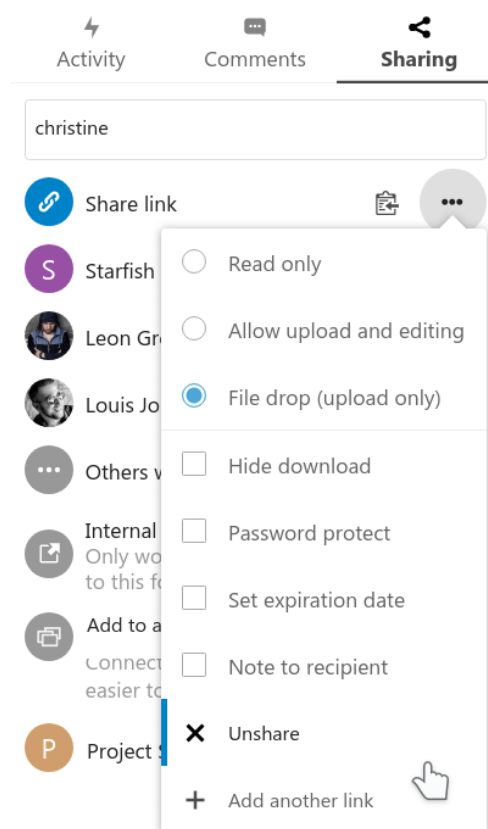 Activity Comments Sharing
christine
Share link
Read only
S Starfish
Allow upload and editing
Leon Gr
File drop (upload only)
Louis Jo
Others
Hide download
Internal
Only wo
to this
Password protect
Set expiration date
Add to a
Connect
easier to
Note to recipient
Unshare
P Project
Add another link